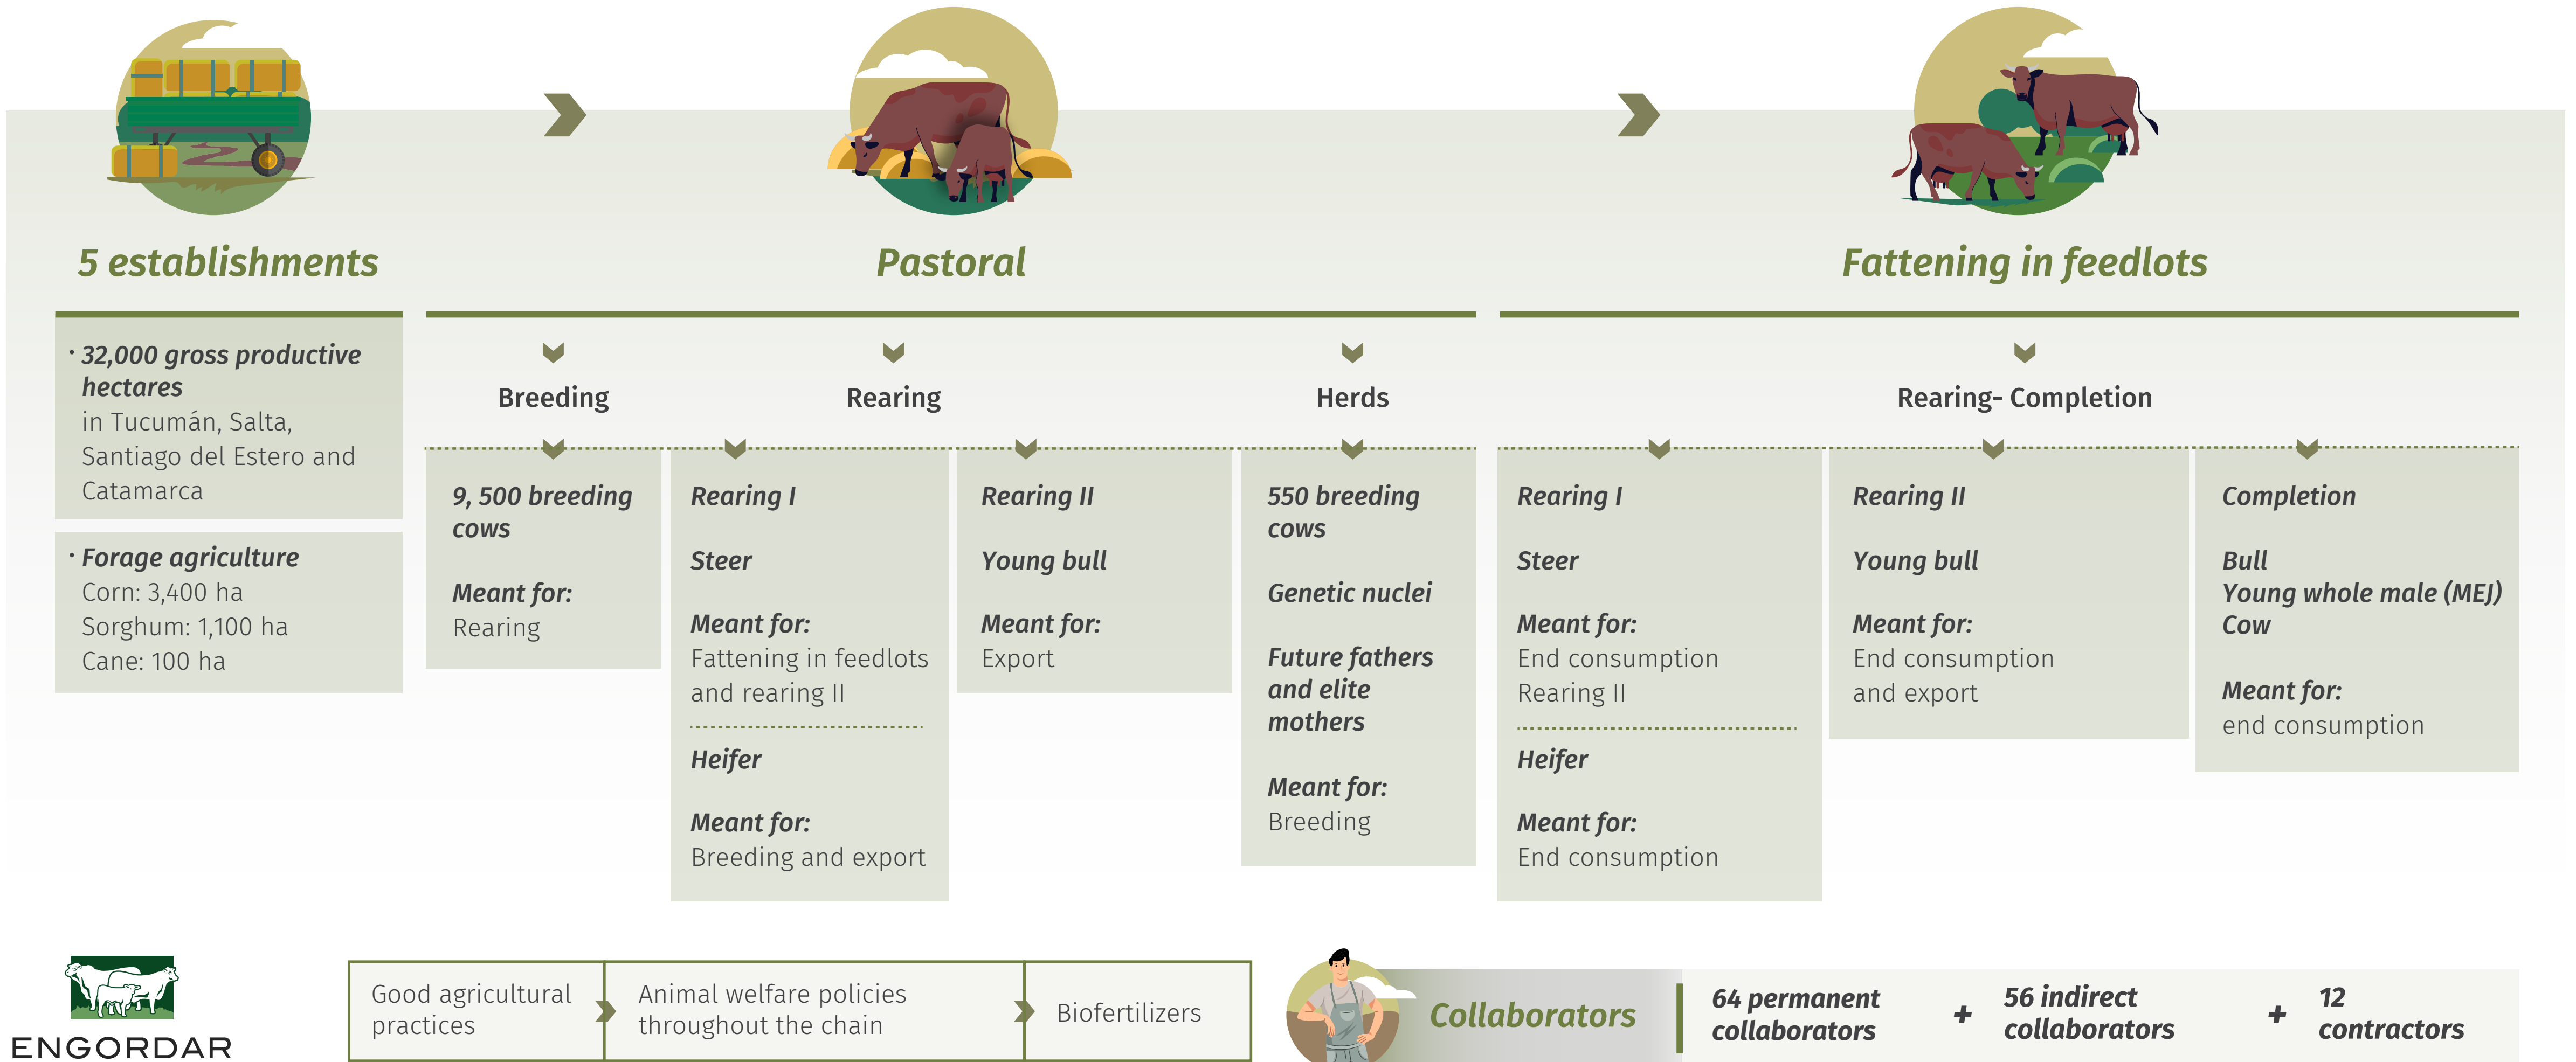 5 establishments
· 32,000 gross productive
hectares
in Tucumán, Salta,
Santiago del Estero and
Catamarca
· Forage agriculture
Corn: 3,400 ha
Sorghum: 1,100 ha
Cane: 100 ha
Pastoral
Breeding
9, 500 breeding
cows
Meant for:
Rearing
Rearing
Rearing I
Steer
Meant for:
Fattening in feedlots
and rearing II
Heifer
Meant for:
Breeding and export
Rearing II
Young bull
Meant for:
Export
Herds
550 breeding
cows
Genetic nuclei
Future fathers
and elite
mothers
Meant for:
Breeding
Fattening in feedlots
Rearing- Completion
Rearing I
Steer
Meant for:
End consumption
Rearing II
Heifer
Meant for:
End consumption
Rearing II
Young bull
Meant for:
End consumption
and export
Completion
Bull
Young whole male (MEJ)
Cow
Meant for:
end consumption
ENGORDAR
Good agricultural
practices
Animal welfare policies
throughout the chain
Biofertilizers
Collaborators
64 permanent
collaborators
+
56 indirect
collaborators
+
12
contractors